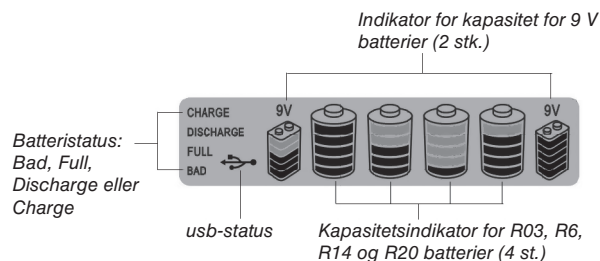 Indikator for kapasitet for 9 V
batterier (2 stk.)
CHARGE
DISCHARGE
FULL
BAD
9V
9V
Batteristatus:
Bad, Full,
Discharge eller
Charge
usb-status
Kapasitetsindikator for R03, R6,
R14 og R20 batterier (4 st.)